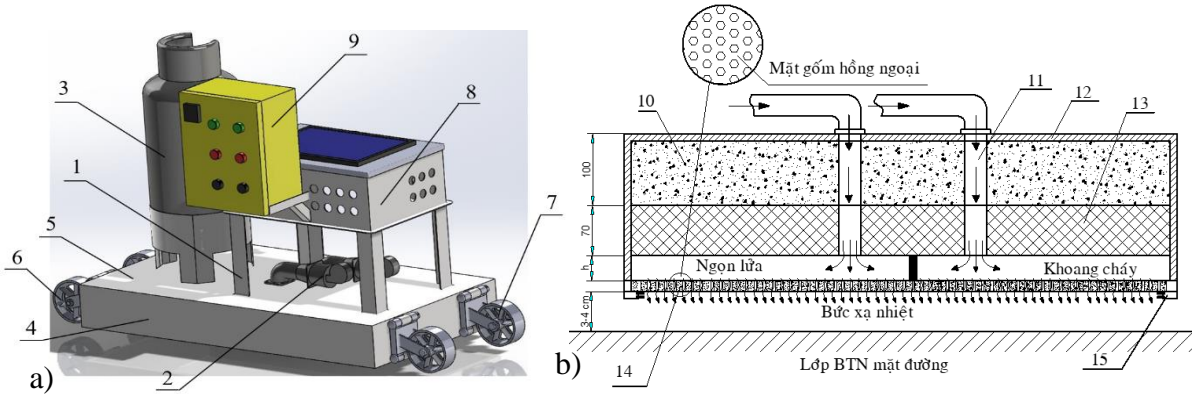 9
3
8
1
5
7
6
4
2
a)
Mặt gốm hồng ngoại
11
12
13
10
100
70
h
3-4 cm
Ngọn lửa
Khoang cháy
Bức xạ nhiệt
14
Lớp BTN mặt đường
15
b)